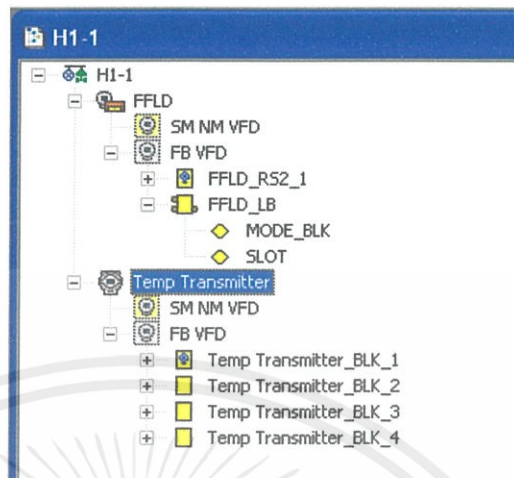 H1-1
H1-1
FFLD
SM NM VFD
FB VFD
FFLD_RS2_1
FFLD_LB
MODE_BLK
SLOT
Temp Transmitter
SM NM VFD
FB VFD
Temp Transmitter_BLK_1
Temp Transmitter_BLK_2
Temp Transmitter_BLK_3
Temp Transmitter_BLK_4